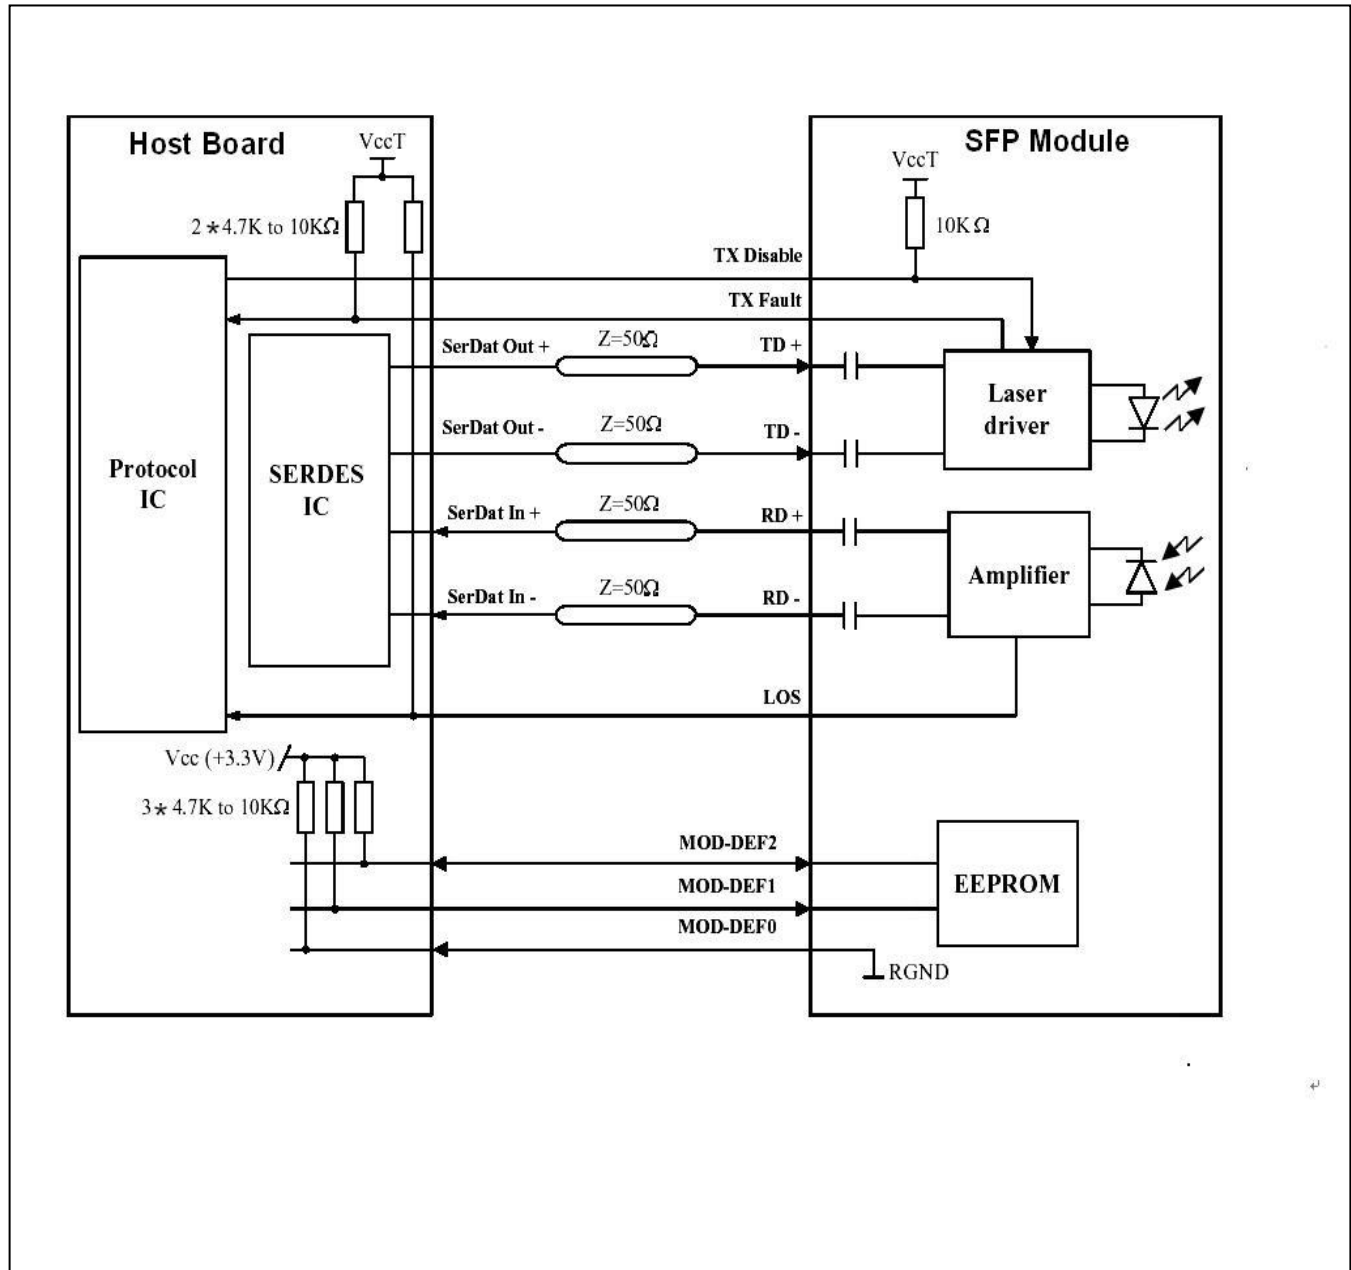 Host Board
VccT
SFP Module
VccT
2*4.7K to 10KΩ
10KΩ
TX Disable
TX Fault
SerDat Out +
Z=50Ω
TD +
Laser
driver
SerDat Out -
Z=50Ω
TD -
Protocol
IC
SERDES
IC
SerDat In +
Z=50Ω
RD +
Amplifier
SerDat In -
Z=50Ω
RD -
LOS
Vcc (+3.3V)
3*4.7K to 10KΩ
MOD-DEF2
MOD-DEF1
MOD-DEF0
EEPROM
RGND